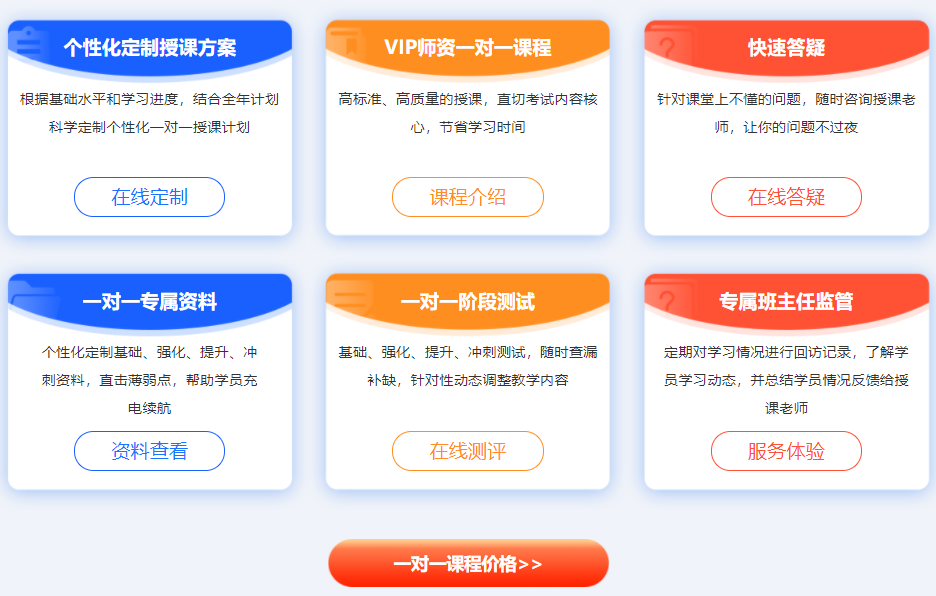 个性化定制授课方案
根据基础水平和学习进度，结合全年计划
科学定制个性化一对一授课计划
在线定制
VIP师资一对一课程
高标准、高质量的授课，直切考试内容核
心，节省学习时间
课程介绍
快速答疑
针对课堂上不懂的问题，随时咨询授课老
师，让你的问题不过夜
在线答疑
一对一专属资料
个性化定制基础、强化、提升、冲
刺资料，直击薄弱点，帮助学员充
电续航
资料查看
一对一阶段测试
基础、强化、提升、冲刺测试，随时查漏
补缺，针对性动态调整教学内容
在线测评
专属班主任监管
定期对学习情况进行回访记录，了解学
员学习动态，并总结学员情况反馈给授
课老师
服务体验
一对一课程价格>>